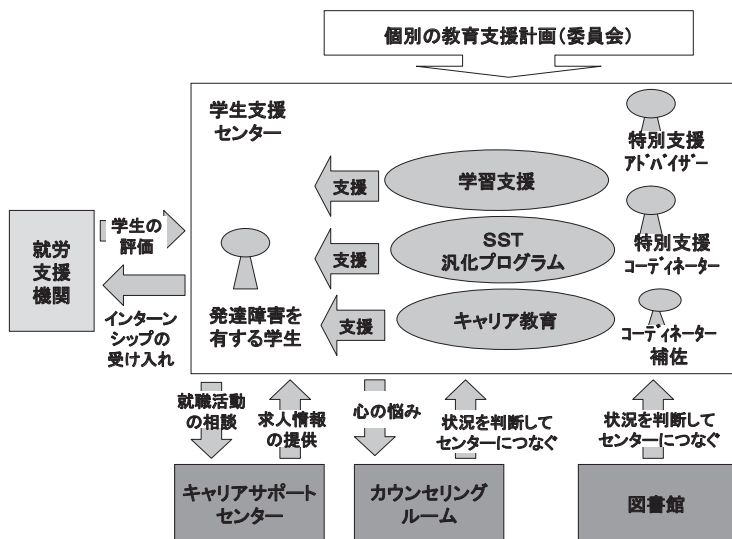 個別の教育支援計画(委員会)
学生支援
センター
特別支援
アドバイザー
支援
学習支援
学生の
評価
就労
支援
機関
支援
SST
汎化プログラム
特別支援
コーディネーター
インターン
シップの
受け入れ
発達障害を
有する学生
支援
キャリア教育
コーディネーター
補佐
就職活動
の相談
求人情報
の提供
心の悩み
状況を判断して
センターにつなぐ
状況を判断して
センターにつなぐ
キャリアサポート
センター
カウンセリング
ルーム
図書館